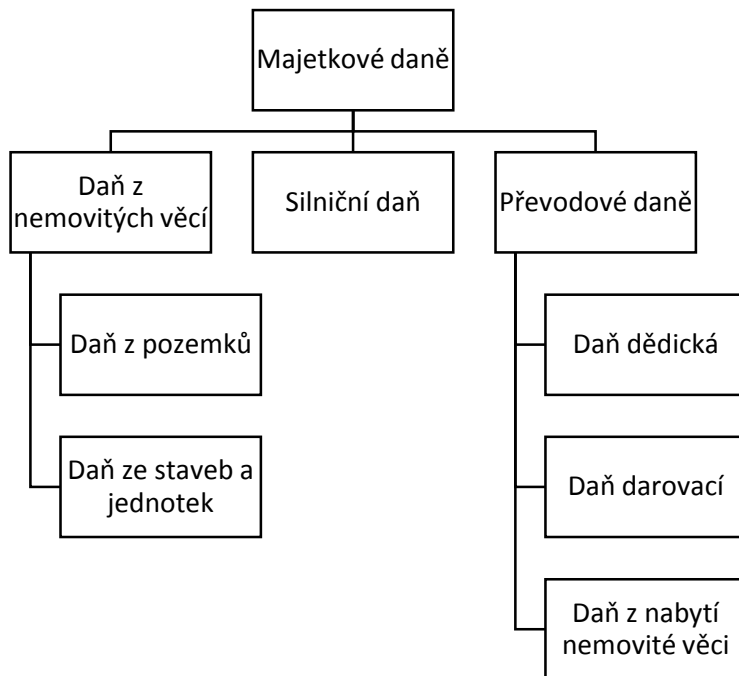 Majetkové daně
Daň z
nemovitých věcí
Silniční daň
Převodové daně
Daň z pozemků
Daň dědická
Daň ze staveb a
jednotek
Daň darovací
Daň z nabytí
nemovité věci